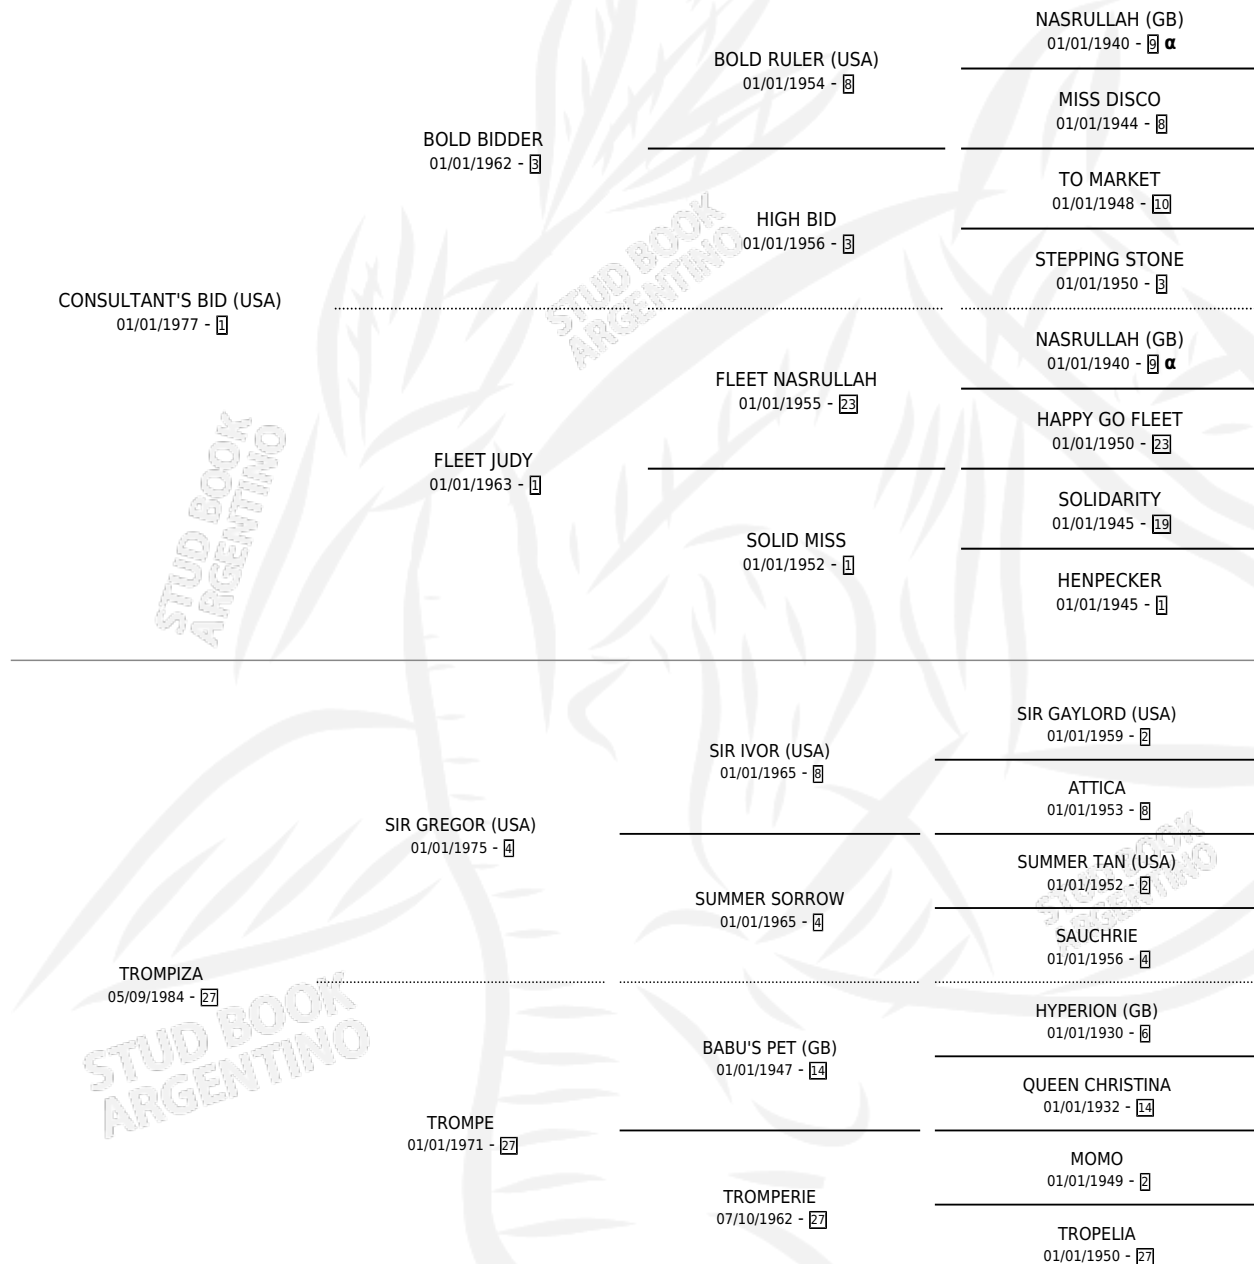 NASRULLAH (GB)
01/01/1940 - 9 α
BOLD RULER (USA)
01/01/1954 - 8
MISS DISCO
01/01/1944 - 8
BOLD BIDDER
01/01/1962 - 3
TO MARKET
01/01/1948 - 10
HIGH BID
01/01/1956 - 3
STEPPING STONE
01/01/1950 - 3
CONSULTANT'S BID (USA)
01/01/1977 - 1
NASRULLAH (GB)
01/01/1940 - 9 α
FLEET NASRULLAH
01/01/1955 - 23
HAPPY GO FLEET
01/01/1950 - 23
FLEET JUDY
01/01/1963 - 1
SOLIDARITY
01/01/1945 - 19
SOLID MISS
01/01/1952 - 1
HENPECKER
01/01/1945 - 1
SIR GAYLORD (USA)
01/01/1959 - 2
SIR IVOR (USA)
01/01/1965 - 8
ATTICA
01/01/1953 - 8
SIR GREGOR (USA)
01/01/1975 - 4
SUMMER TAN (USA)
01/01/1952 - 2
SUMMER SORROW
01/01/1965 - 4
SAUCHRIE
01/01/1956 - 4
TROMPIZA
05/09/1984 - 27
HYPERION (GB)
01/01/1930 - 6
BABU'S PET (GB)
01/01/1947 - 14
QUEEN CHRISTINA
01/01/1932 - 14
TROMPE
01/01/1971 - 27
MOMO
01/01/1949 - 2
TROMPERIE
07/10/1962 - 27
TROPELIA
01/01/1950 - 27
STUD BOOK
ARGENTINO
STUD BOOK
ARGENTINO
STUD BOOK
ARGENTINO
STUD BOOK
ARGENTINO